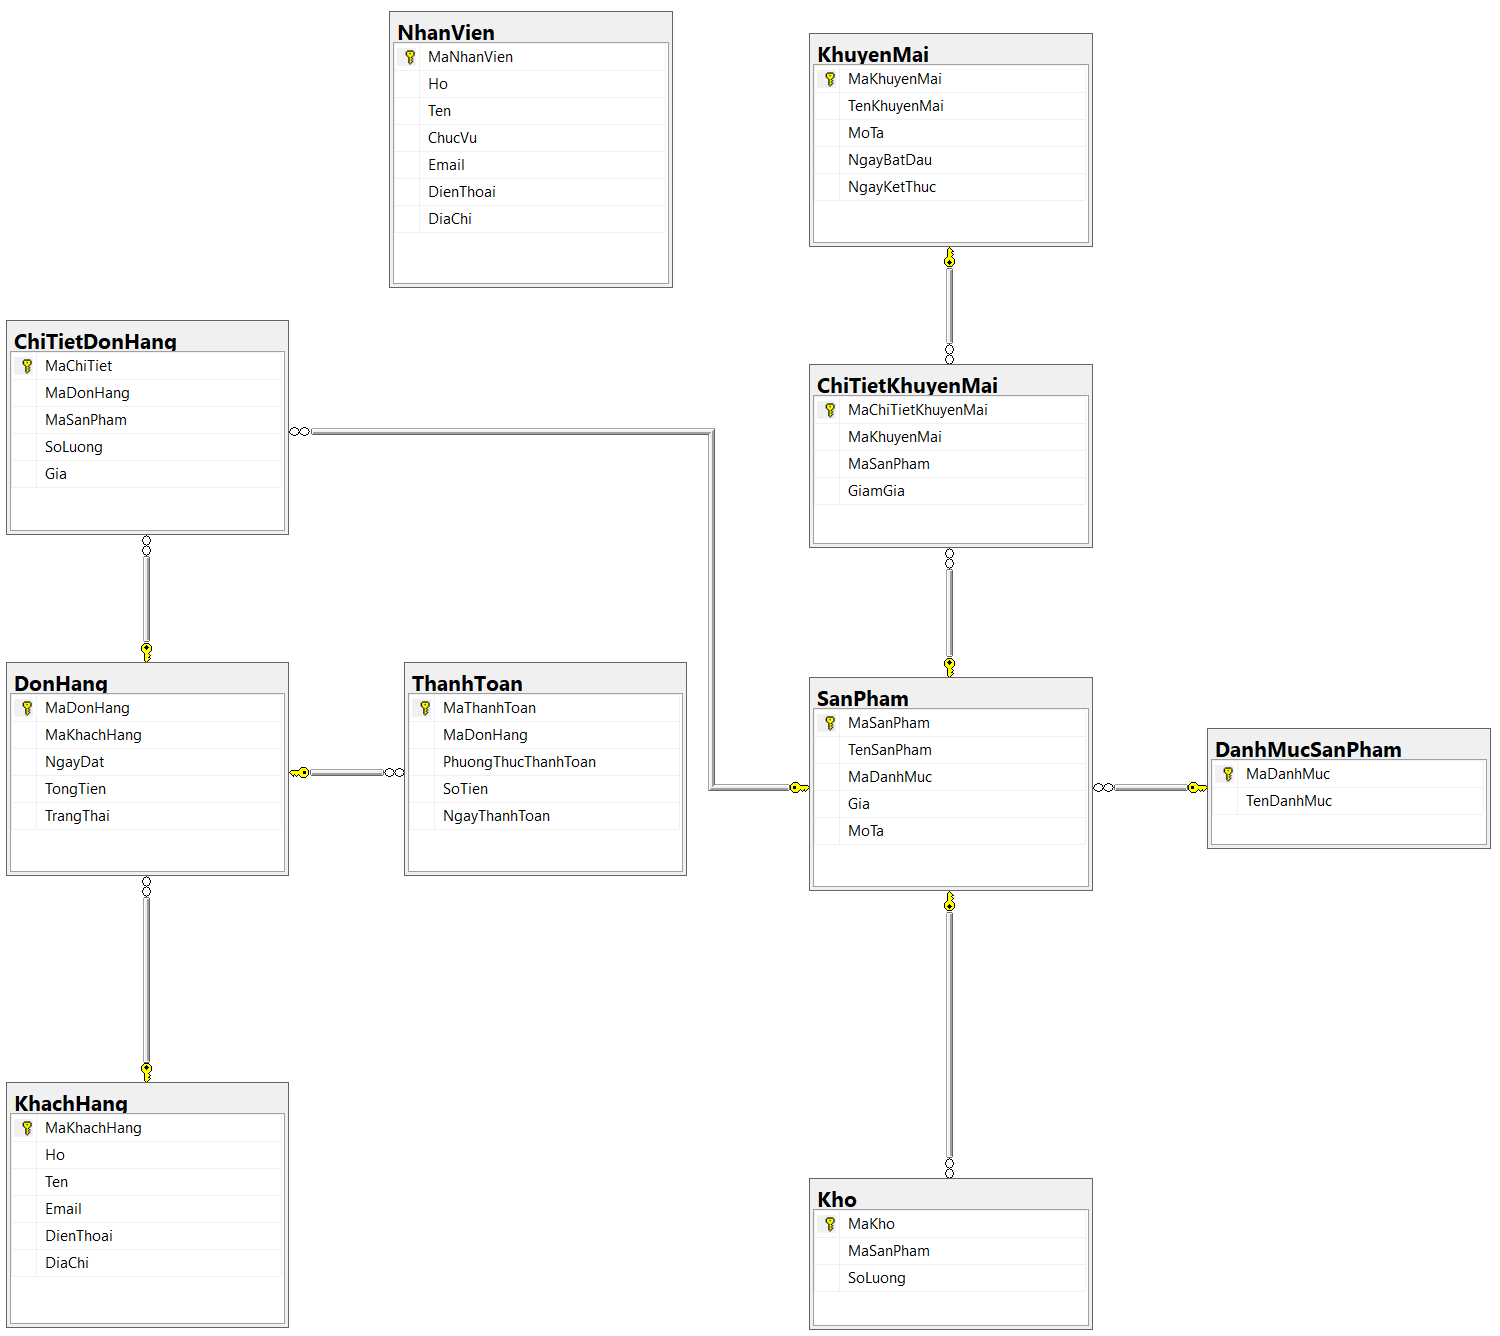 NhanVien
MaNhanVien
Ho
Ten
ChucVu
Email
DienThoai
DiaChi
KhuyenMai
MaKhuyenMai
TenKhuyenMai
MoTa
NgayBatDau
NgayKetThuc
ChiTietDonHang
MaChiTiet
MaDonHang
MaSanPham
SoLuong
Gia
ChiTietKhuyenMai
MaChiTietKhuyenMai
MaKhuyenMai
MaSanPham
GiamGia
DonHang
MaDonHang
MaKhachHang
NgayDat
TongTien
TrangThai
ThanhToan
MaThanhToan
MaDonHang
PhuongThucThanhToan
SoTien
NgayThanhToan
SanPham
MaSanPham
TenSanPham
MaDanhMuc
Gia
MoTa
DanhMucSanPham
MaDanhMuc
TenDanhMuc
KhachHang
MaKhachHang
Ho
Ten
Email
DienThoai
DiaChi
Kho
MaKho
MaSanPham
SoLuong